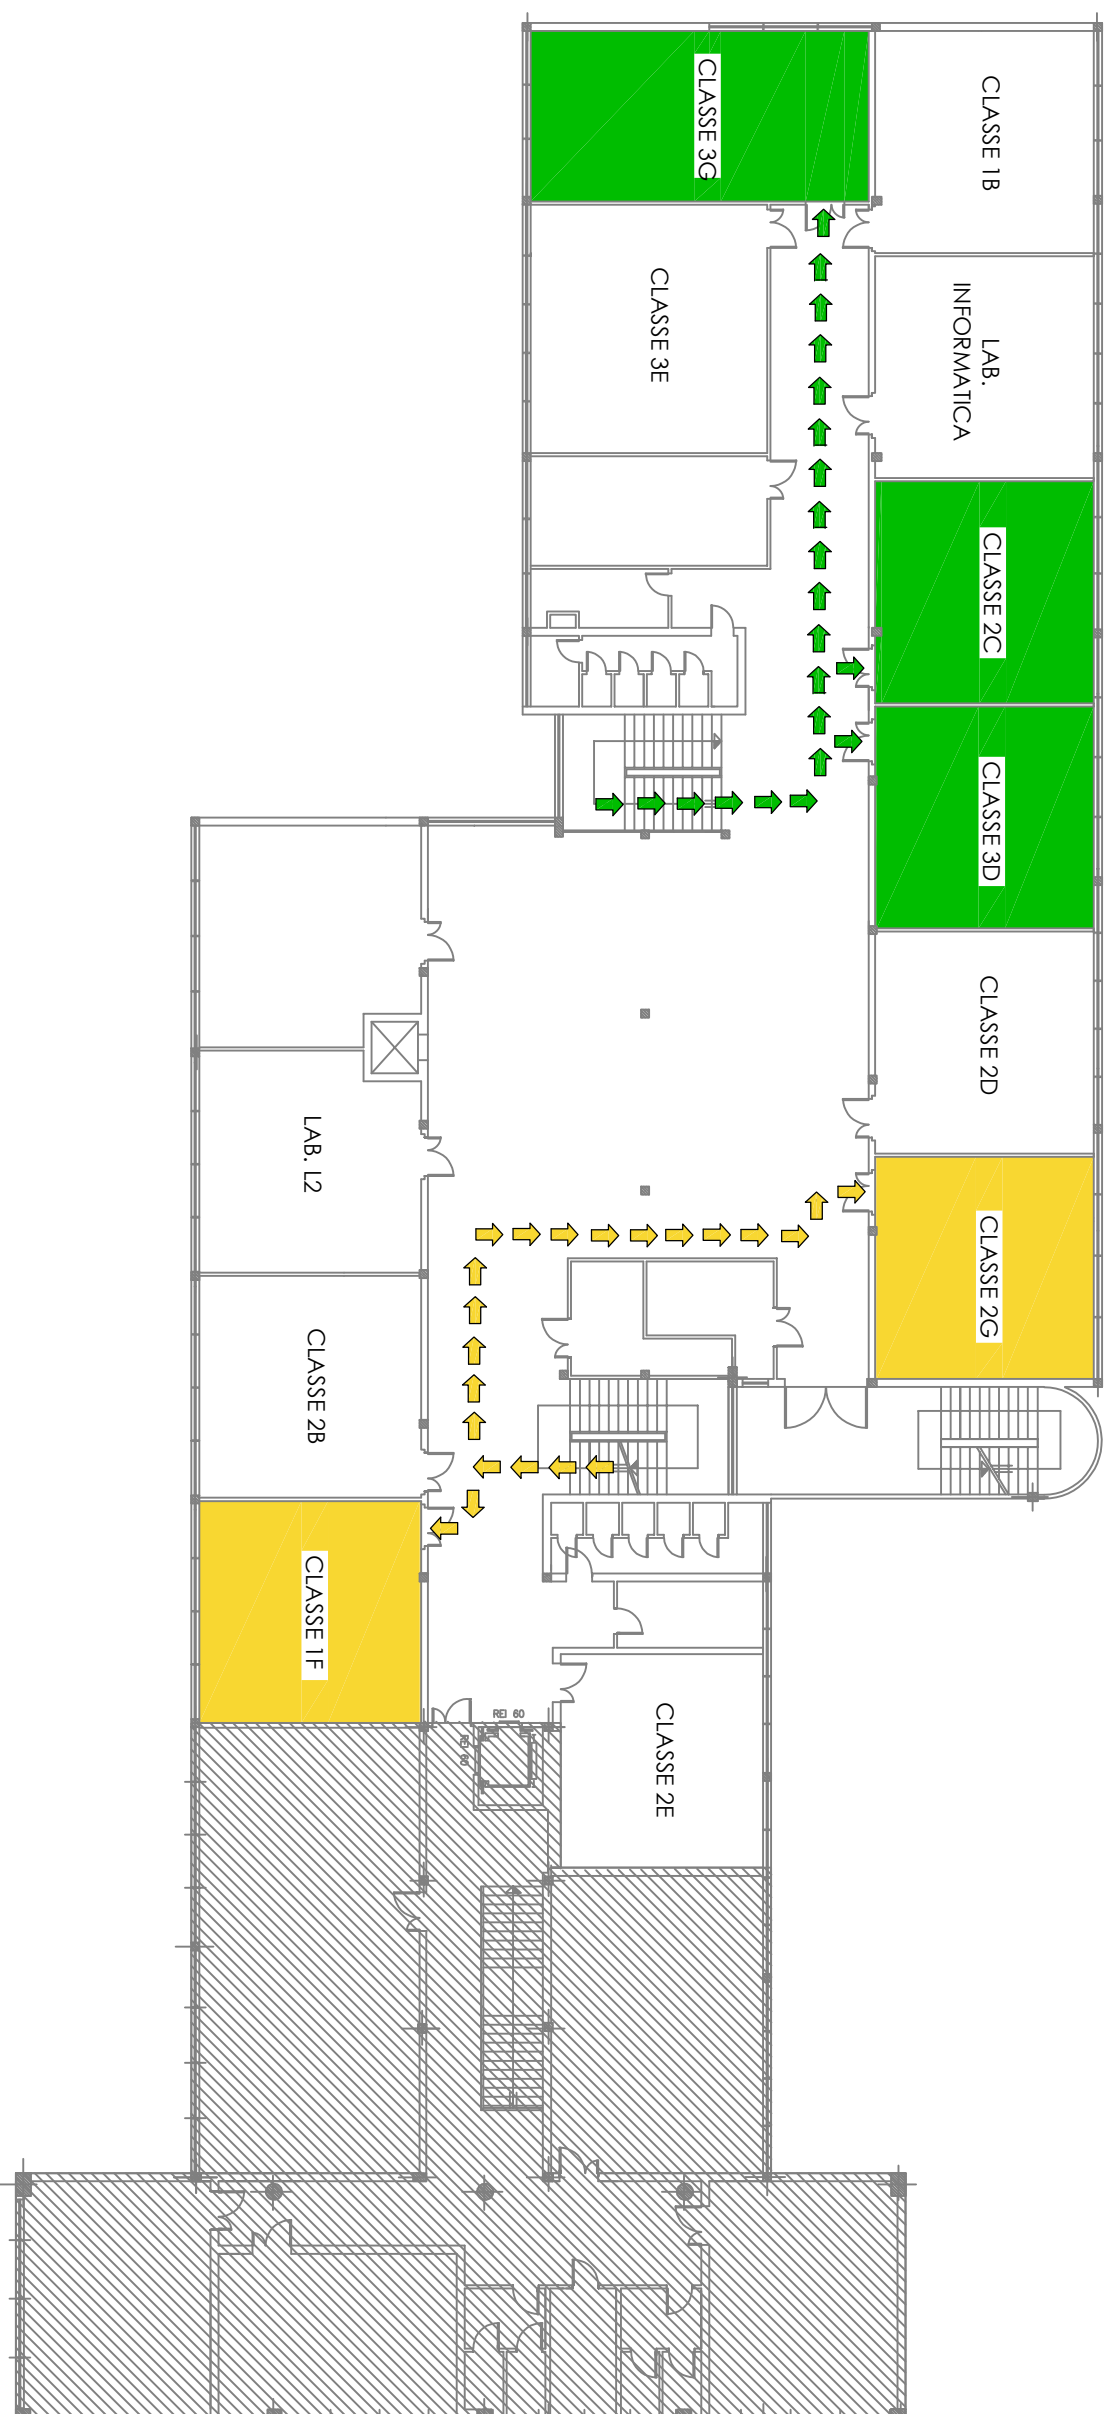 CLASSE 3G
CLASSE 1B
CLASSE 3E
LAB.
INFORMATICA
CLASSE 2C
CLASSE 3D
CLASSE 2D
LAB. L2
CLASSE 2G
CLASSE 2B
CLASSE 1F
REI 60
REI 60
CLASSE 2E